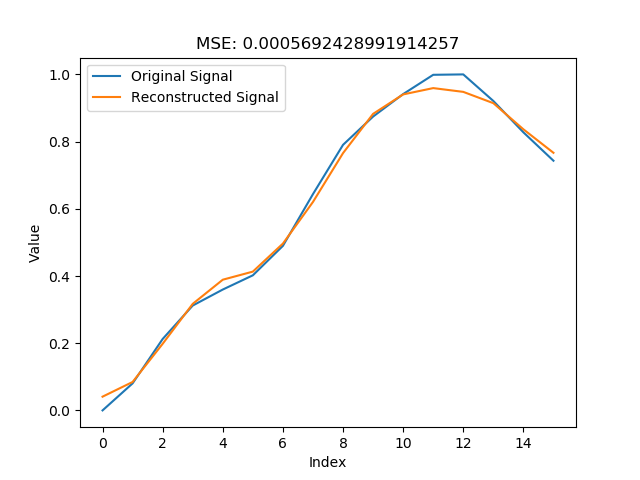 MSE: 0.0005692428991914257
Original Signal
Reconstructed Signal
Value
1.0
0.8
0.6
0.4
0.2
0.0
0 2 4 6 8 10 12 14
Index